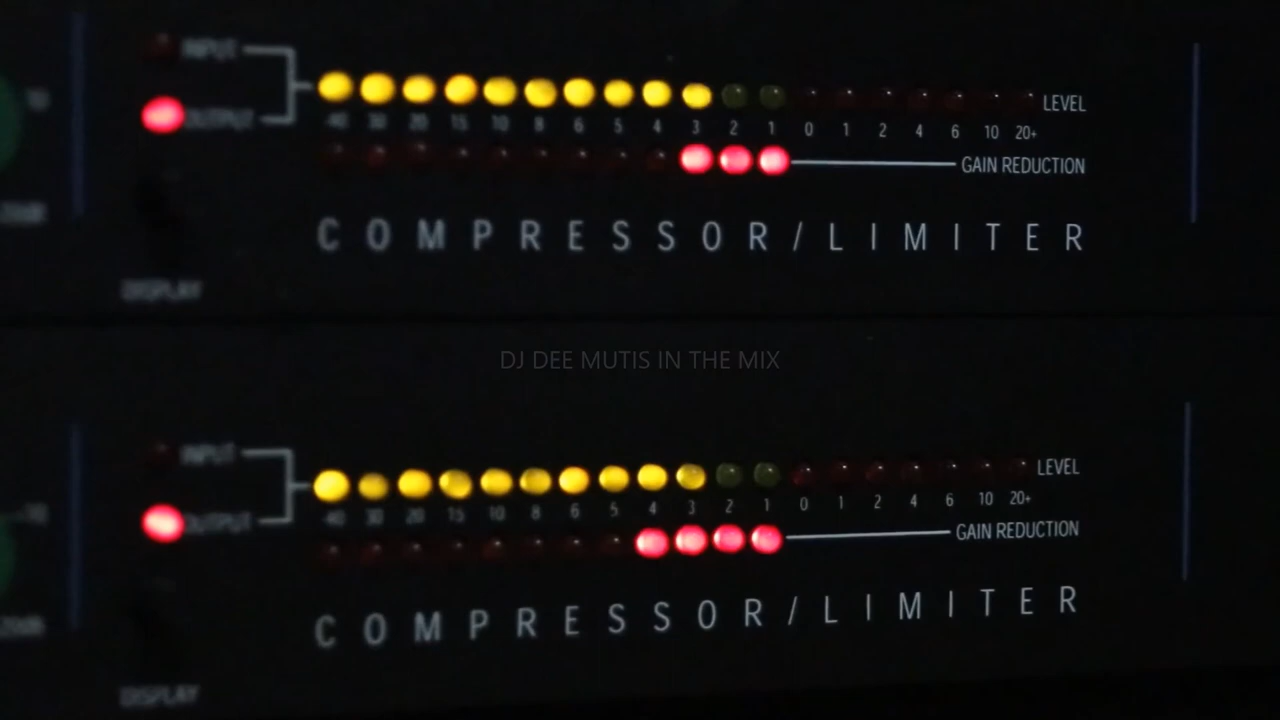 INPUT
OUTPUT
LEVEL
40 30 20 15 10 8 6 5 4 3 2 1 0 1 2 4 6 10 20+
GAIN REDUCTION
COMPRESSOR/LIMITER
DISPLAY
DJ DEE MUTIS IN THE MIX
INPUT
OUTPUT
LEVEL
40 30 20 15 10 8 6 5 4 3 2 1 0 1 2 4 6 10 20+
GAIN REDUCTION
COMPRESSOR/LIMITER
DISPLAY